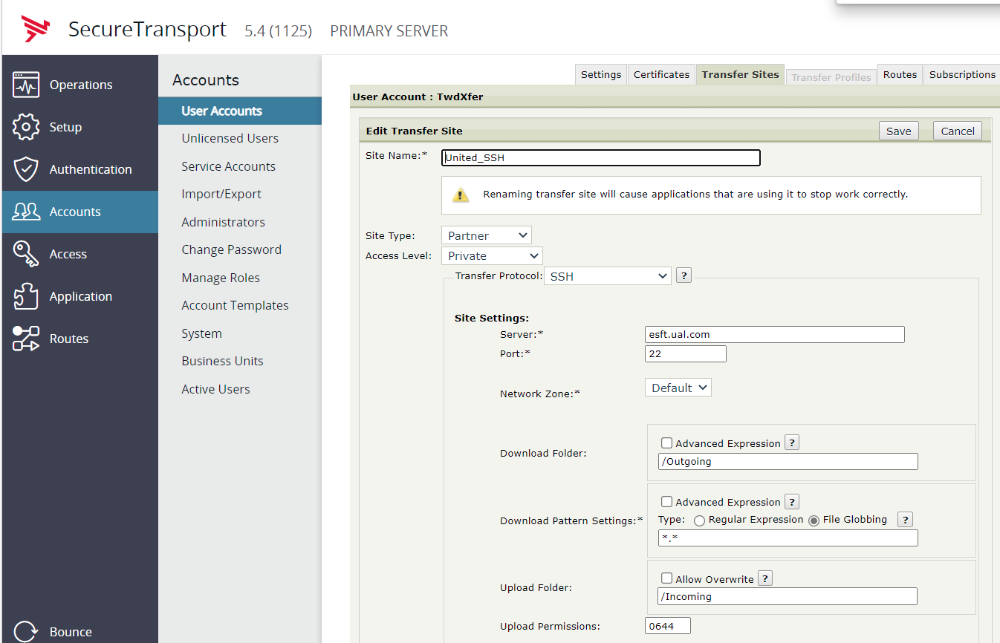 SecureTransport 5.4 (1125) PRIMARY SERVER
Operations
Setup
Authentication
Accounts
Access
Application
Routes
Bounce
Accounts
User Accounts
Unlicensed Users
Service Accounts
Import/Export
Administrators
Change Password
Manage Roles
Account Templates
System
Business Units
Active Users
Settings Certificates Transfer Sites Transfer Profiles Routes Subscriptions
User Account : TwdXfer
Edit Transfer Site Save Cancel
Site Name:* United_SSH
Renaming transfer site will cause applications that are using it to stop work correctly.
Site Type: Partner
Access Level: Private
Transfer Protocol: SSH ?
Site Settings:
Server:* esft.ual.com
Port:* 22
Network Zone:* Default
Advanced Expression ?
Download Folder:
/Outgoing
Advanced Expression ?
Download Pattern Settings:* Type: Regular Expression File Globbing ?
*.*
Allow Overwrite ?
Upload Folder:
/Incoming
Upload Permissions: 0644